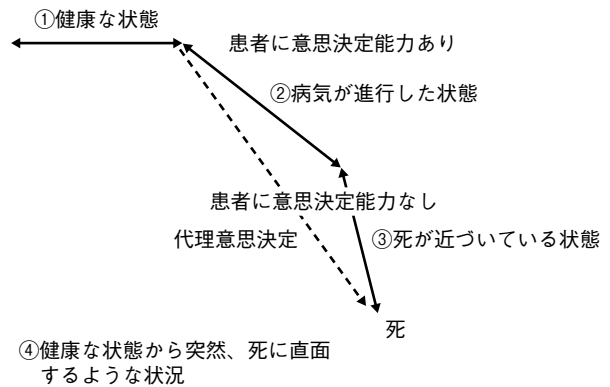 ①健康な状態
患者に意思決定能力あり
②病気が進行した状態
患者に意思決定能力なし
代理意思決定
③死が近づいている状態
死
④健康な状態から突然、死に直面
するような状況